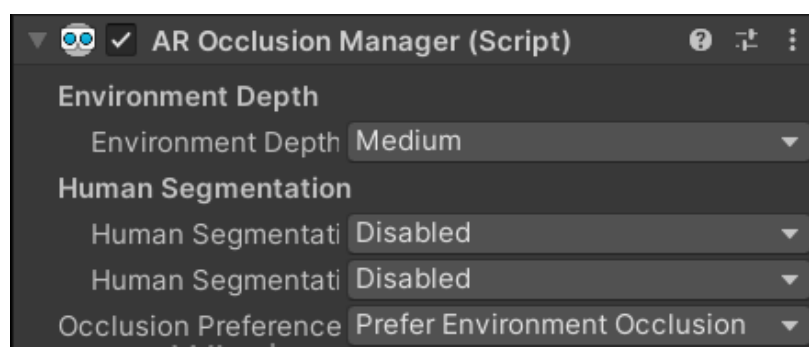 AR Occlusion Manager (Script)
Environment Depth
Environment Depth Medium
Human Segmentation
Human Segmentati Disabled
Human Segmentati Disabled
Occlusion Preference Prefer Environment Occlusion